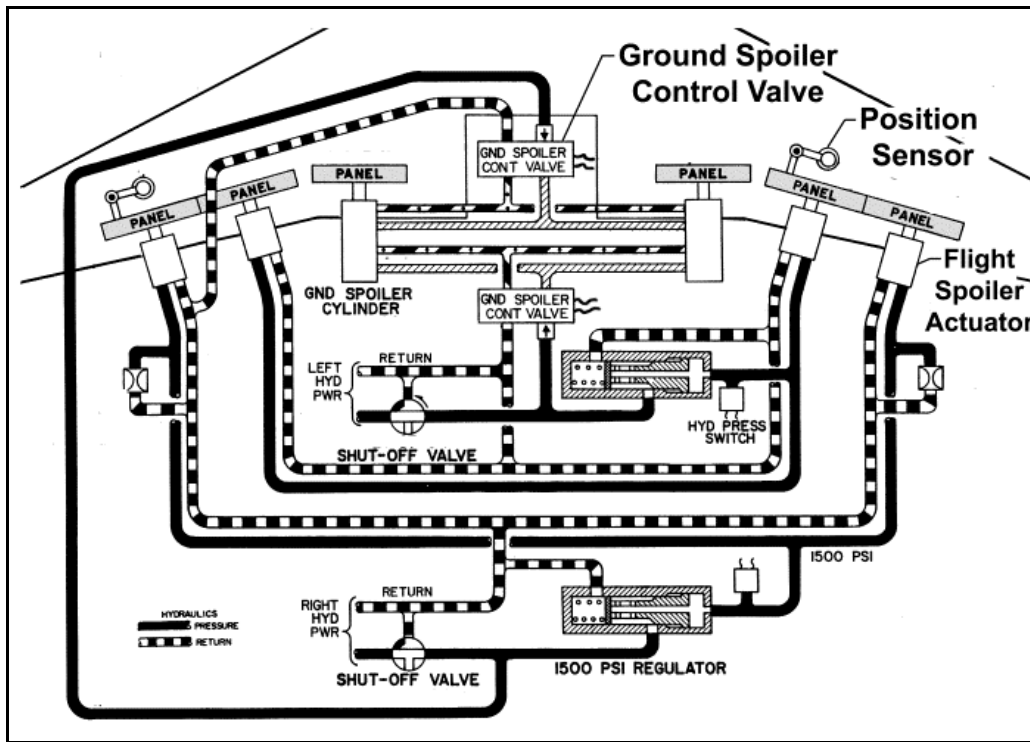 Ground Spoiler
Control Valve
Position
Sensor
GND SPOILER
CONT VALVE
PANEL
PANEL
PANEL
PANEL
PANEL
PANEL
GND SPOILER
CYLINDER
GND SPOILER
CONT VALVE
Flight
Spoiler
Actuator
RETURN
LEFT
HYD
PWR
SHUT-OFF VALVE
HYD PRESS
SWITCH
1500 PSI
RETURN
RIGHT
HYD
PWR
HYDRAULICS
PRESSURE
RETURN
SHUT-OFF VALVE
1500 PSI REGULATOR